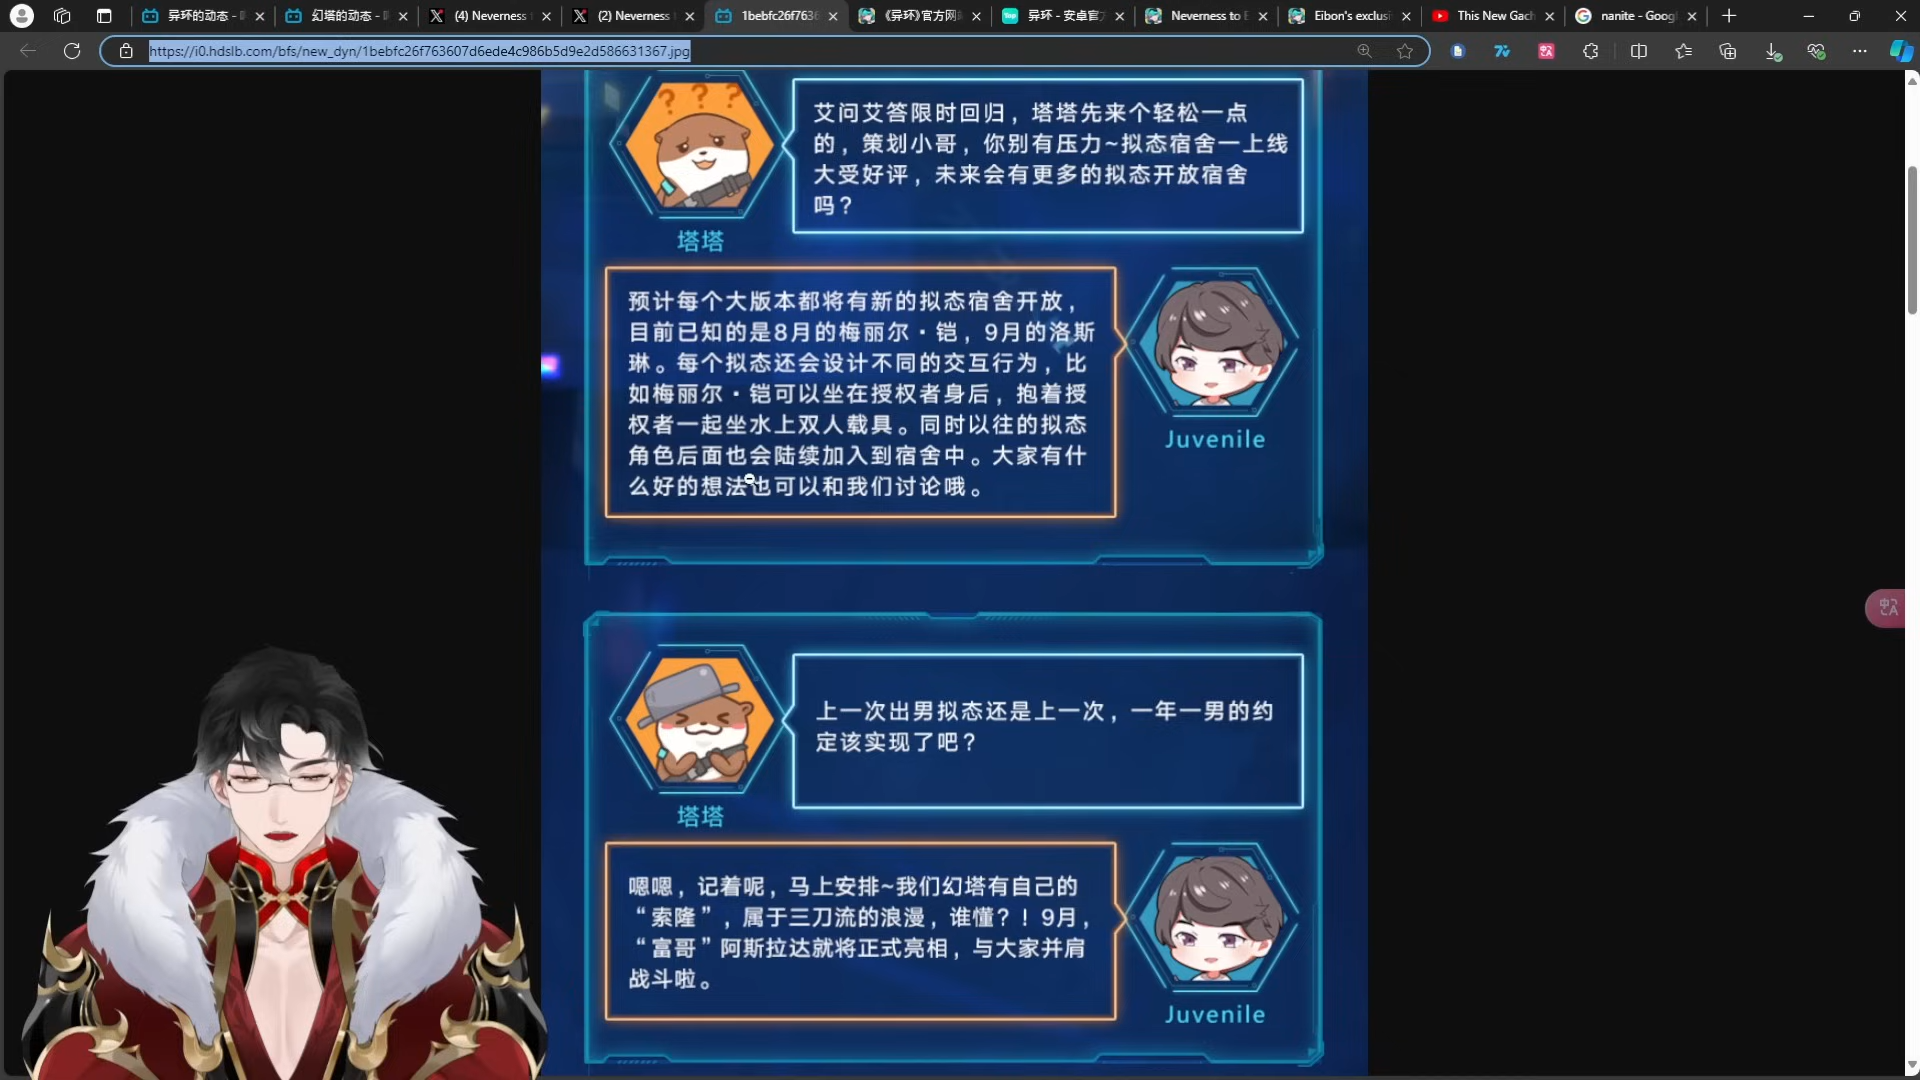 异环的动态 -
幻塔的动态 -
(4) Neverness
(2) Neverness
1bebfc26f763
《异环》官方网
异环 - 安卓官
Neverness to E
Eibon's exclusi
This New Gach
nanite - Googl
https://i0.hdslb.com/bfs/new_dyn/1bebfc26f763607d6ede4c986b5d9e2d586631367.jpg
???
艾问艾答限时回归，塔塔先来个轻松一点
的，策划小哥，你别有压力~拟态宿舍一上线
大受好评，未来会有更多的拟态开放宿舍
吗？
塔塔
预计每个大版本都将有新的拟态宿舍开放，
目前已知的是8月的梅丽尔·铠，9月的洛斯
琳。每个拟态还会设计不同的交互行为，比
如梅丽尔·铠可以坐在授权者身后，抱着授
权者一起坐水上双人载具。同时以往的拟态
角色后面也会陆续加入到宿舍中。大家有什
么好的想法也可以和我们讨论哦。
Juvenile
上一次出男拟态还是上一次，一年一男的约
定该实现了吧？
塔塔
嗯嗯，记着呢，马上安排~我们幻塔有自己的
“索隆”，属于三刀流的浪漫，谁懂？！9月，
“富哥”阿斯拉达就将正式亮相，与大家并肩
战斗啦。
Juvenile